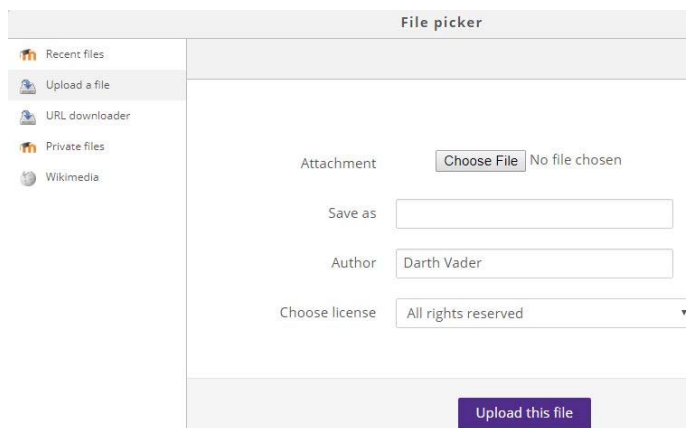 File picker
Recent files
Upload a file
URL downloader
Private files
Wikimedia
Attachment Choose File No file chosen
Save as
Author Darth Vader
Choose license All rights reserved
Upload this file